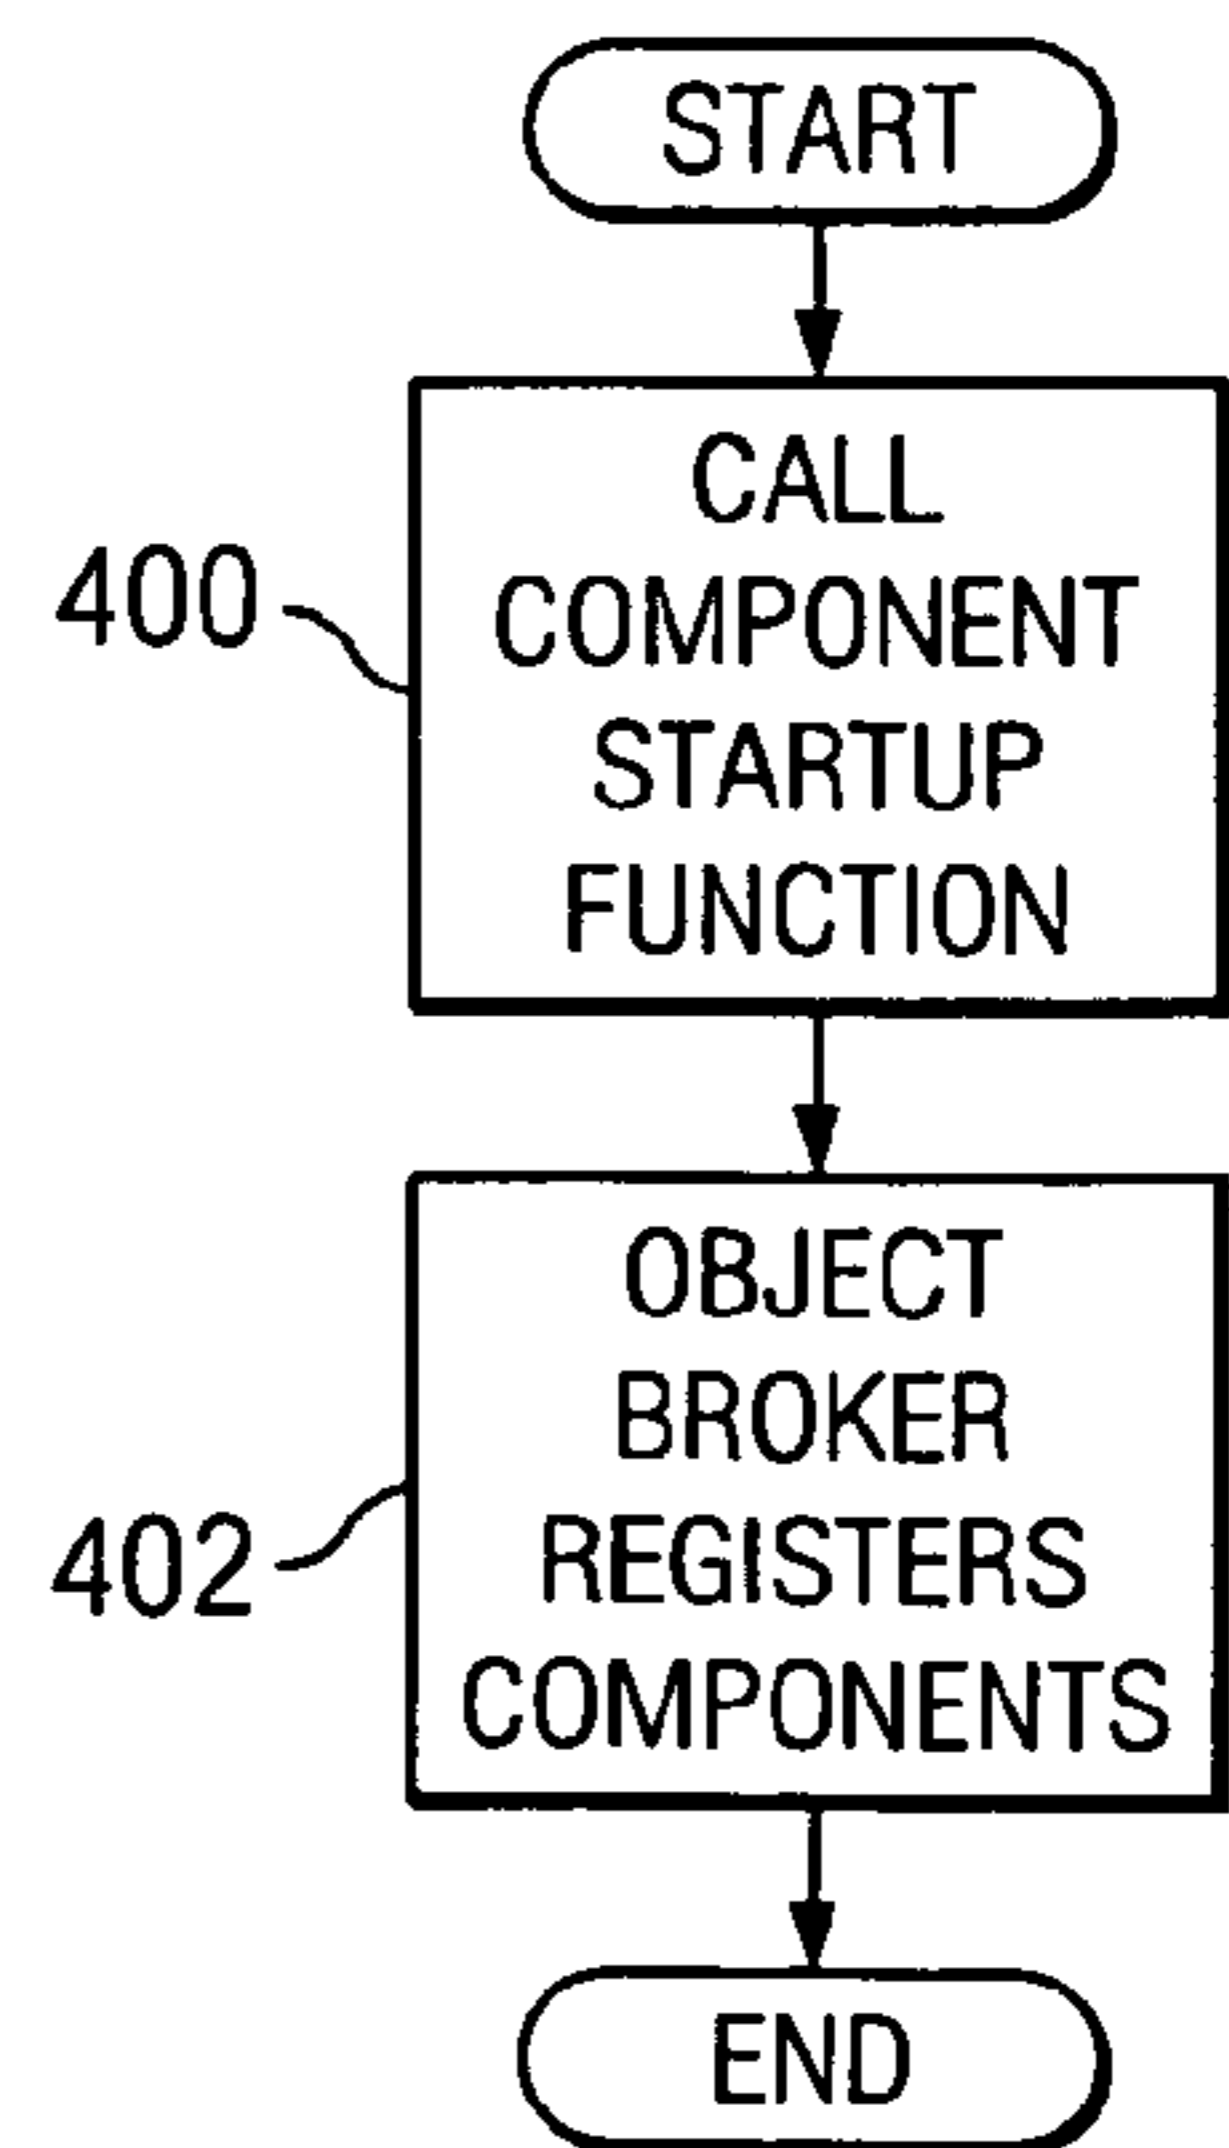 START
CALL
COMPONENT
STARTUP
FUNCTION
400
OBJECT
BROKER
REGISTERS
COMPONENTS
402
END